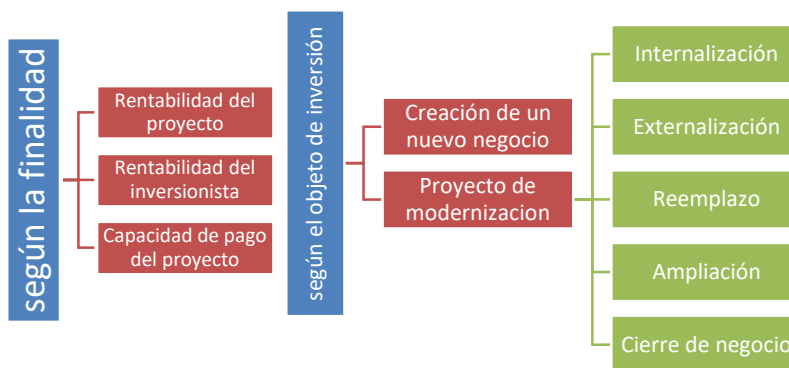 según la finalidad
Rentabilidad del
proyecto
Rentabilidad del
inversionista
Capacidad de pago
del proyecto
según el objeto de inversión
Creación de un
nuevo negocio
Proyecto de
modernizacion
Internalización
Externalización
Reemplazo
Ampliación
Cierre de negocio